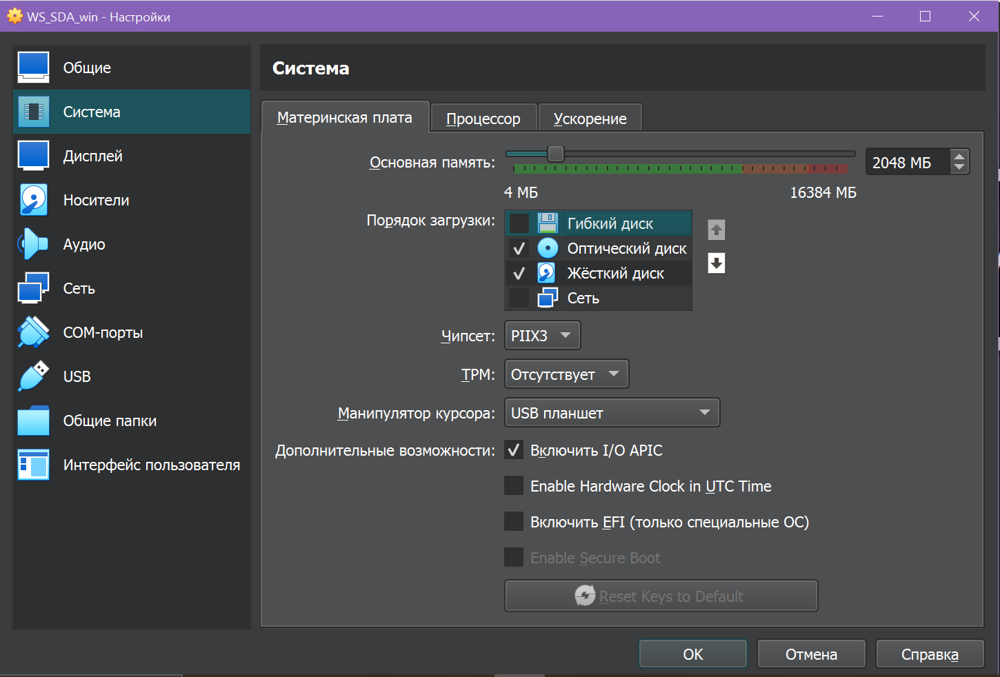 WS_SDA_win - Настройки
Общие
Система
Дисплей
Носители
Аудио
Сеть
COM-порты
USB
Общие папки
Интерфейс пользователя
Система
Материнская плата
Процессор
Ускорение
Основная память:
2048 МБ
4 МБ
16384 МБ
Порядок загрузки:
Гибкий диск
Оптический диск
Жёсткий диск
Сеть
Чипсет:
PIIX3
TPM:
Отсутствует
Манипулятор курсора:
USB планшет
Дополнительные возможности:
Включить I/O APIC
Enable Hardware Clock in UTC Time
Включить EFI (только специальные ОС)
Enable Secure Boot
Reset Keys to Default
OK
Отмена
Справка